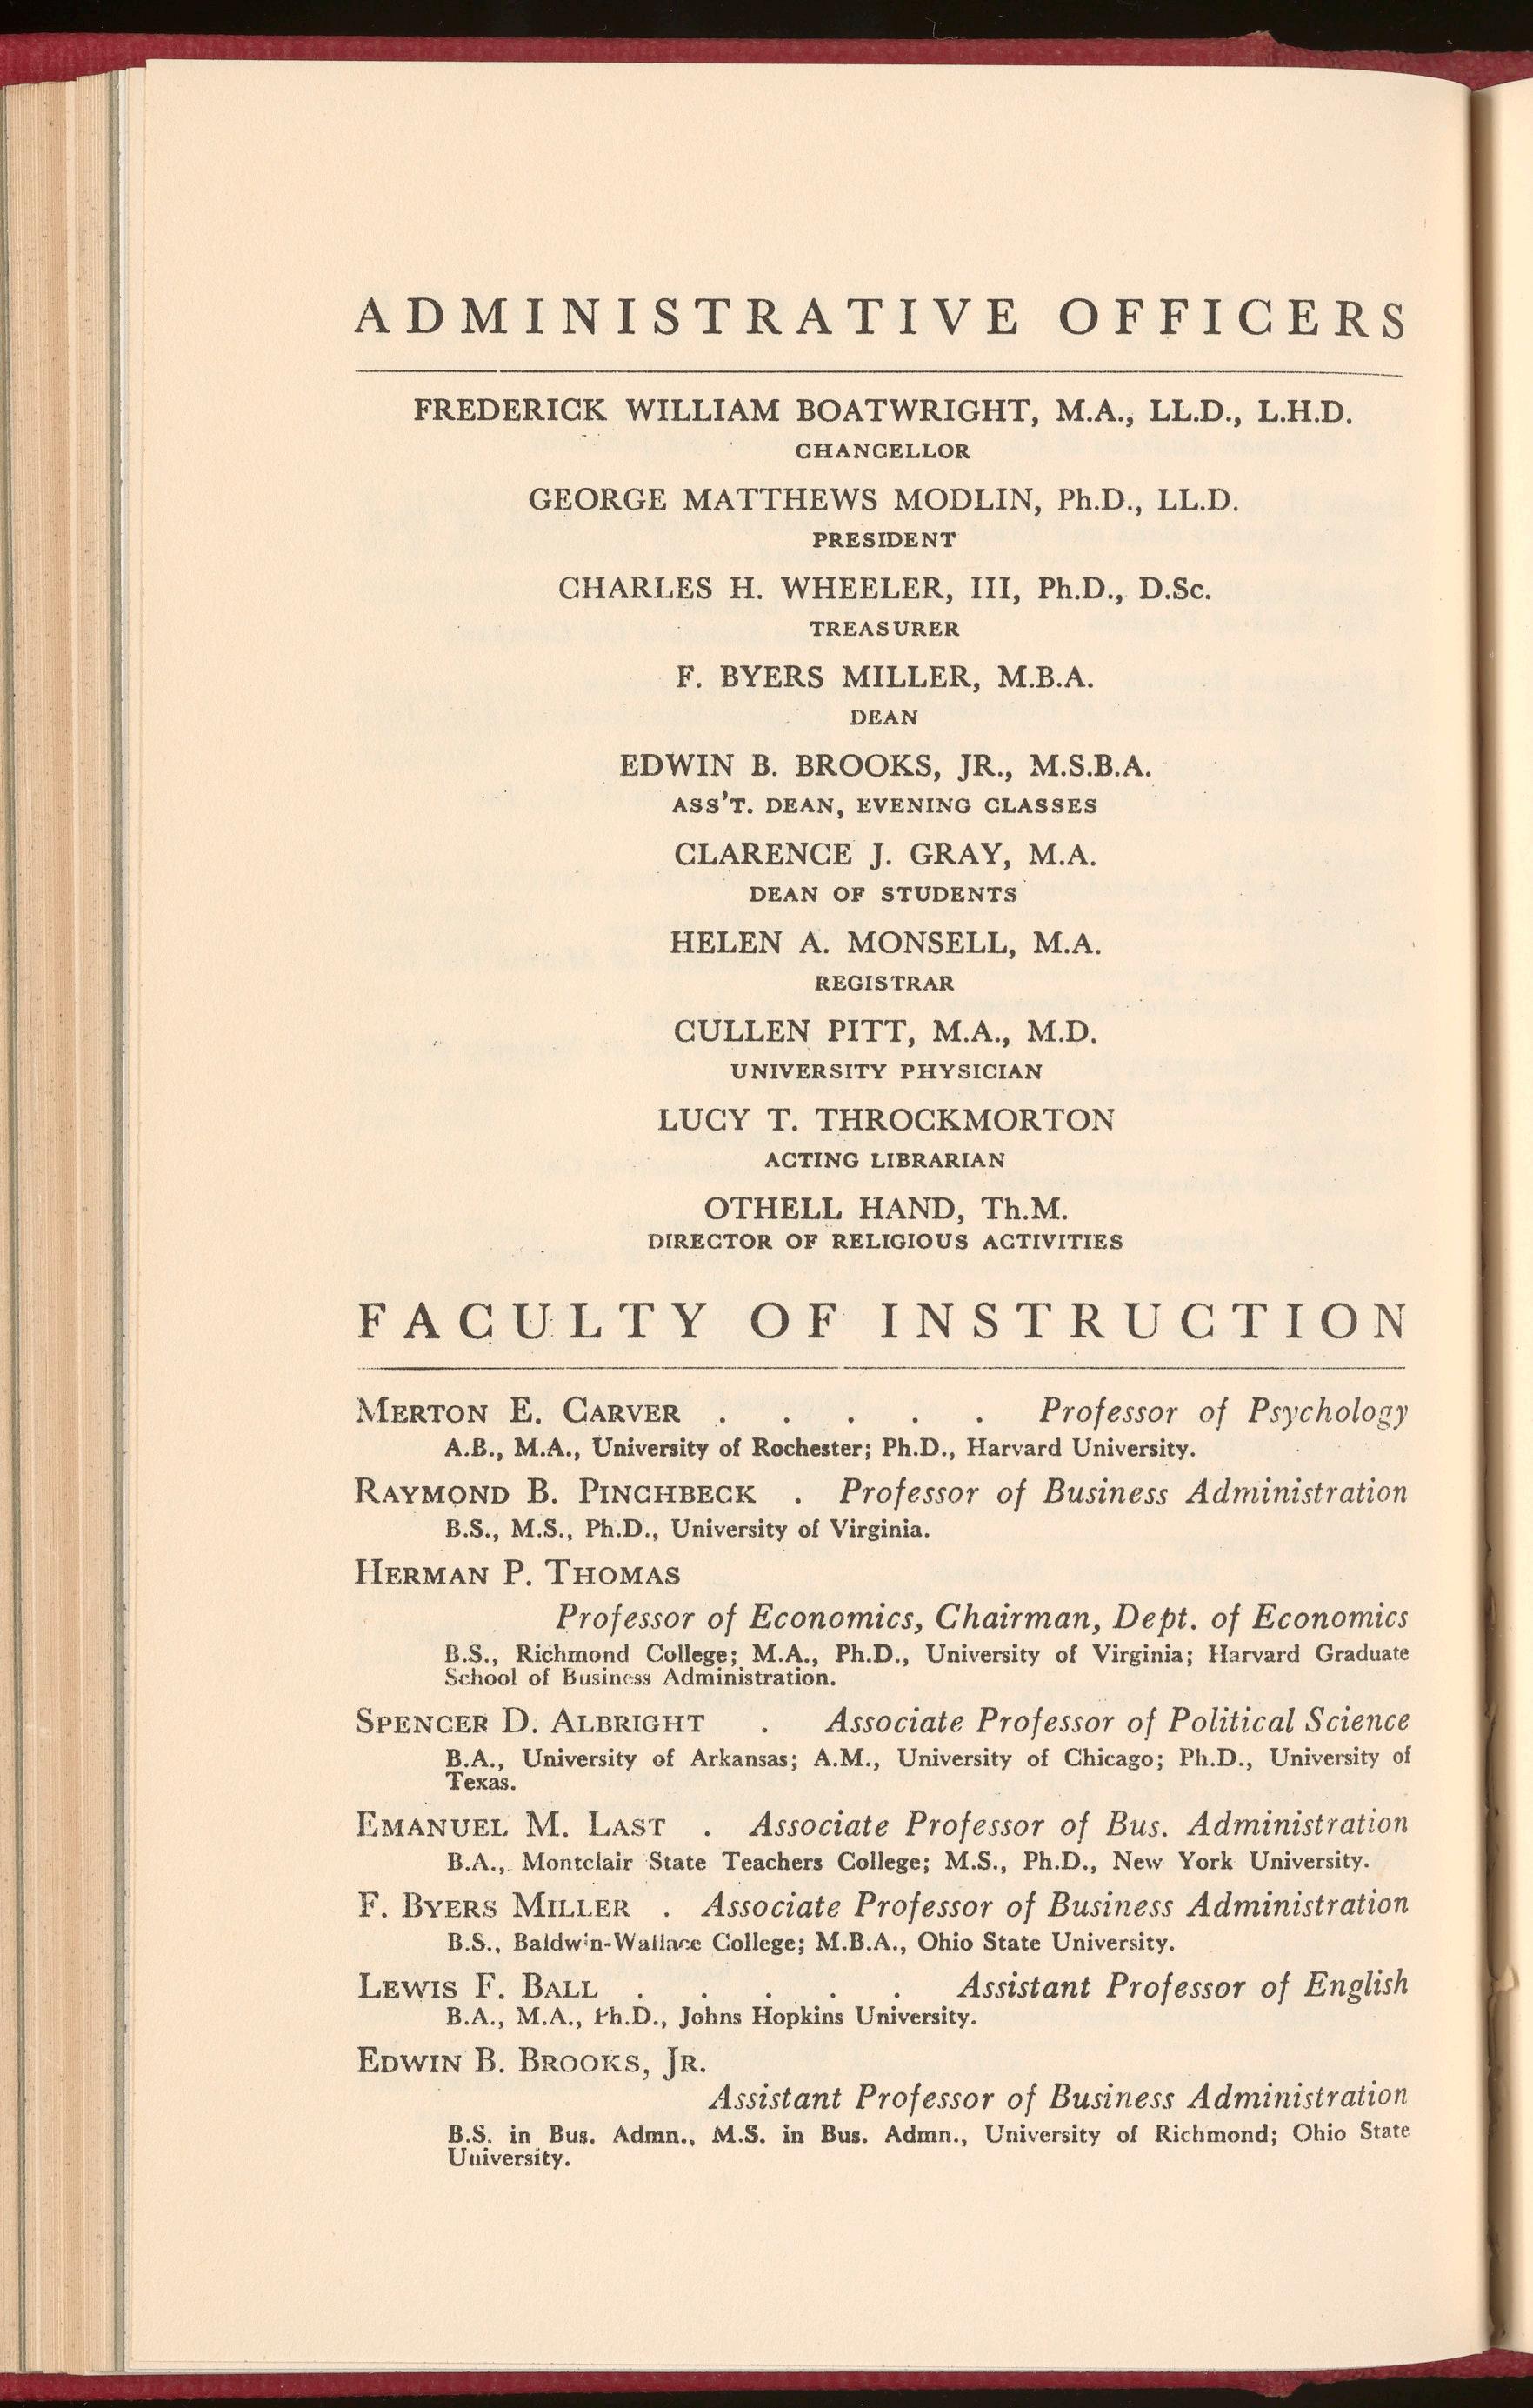 ADMINISTRATIVE OFFICERS
FREDERICK WILLIAM BOATWRIGHT, M.A., LL.D., L.H.D.
CHANCELLOR
GEORGE MATTHEWS MODLIN, Ph.D., LL.D.
PRESIDENT
CHARLES H. WHEELER, III, Ph.D., D.Sc.
TREASURER
F. BYERS MILLER, M.B.A.
DEAN
EDWIN B. BROOKS, JR., M.S.B.A.
ASS'T. DEAN, EVENING CLASSES
CLARENCE J. GRAY, M.A.
DEAN OF STUDENTS
HELEN A. MONSELL, M.A.
REGISTRAR
CULLEN PITT, M.A., M.D.
UNIVERSITY PHYSICIAN
LUCY T. THROCKMORTON
ACTING LIBRARIAN
OTHELL HAND, Th.M.
DIRECTOR OF RELIGIOUS ACTIVITIES
FACULTY OF INSTRUCTION
MERTON E. CARVER . . . . . Professor of Psychology
A.B., M.A., University of Rochester; Ph.D., Harvard University.
RAYMOND B. PINCHBECK . Professor of Business Administration
B.S., M.S., Ph.D., University of Virginia.
HERMAN P. THOMAS
Professor of Economics, Chairman, Dept. of Economics
B.S., Richmond College; M.A., Ph.D., University of Virginia; Harvard Graduate
School of Business Administration.
SPENCER D. ALBRIGHT . Associate Professor of Political Science
B.A., University of Arkansas; A.M., University of Chicago; Ph.D., University of
Texas.
EMANUEL M. LAST . Associate Professor of Bus. Administration
B.A., Montclair State Teachers College; M.S., Ph.D., New York University.
F. BYERS MILLER . Associate Professor of Business Administration
B.S., Baldwin-Wallace College; M.B.A., Ohio State University.
LEWIS F. BALL . . . . . Assistant Professor of English
B.A., M.A., Ph.D., Johns Hopkins University.
EDWIN B. BROOKS, JR.
Assistant Professor of Business Administration
B.S. in Bus. Admn., M.S. in Bus. Admn., University of Richmond; Ohio State
University.